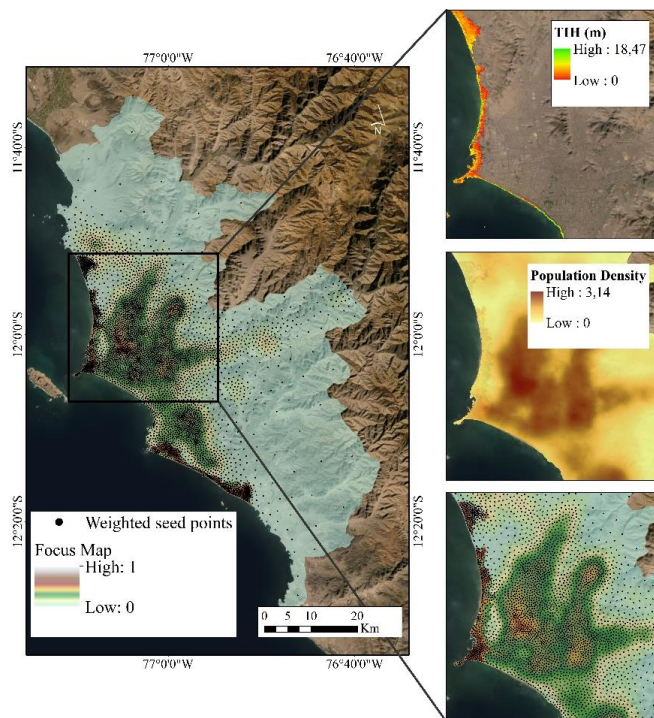 77°0'0"W
76°40'0"W
11°40'0"S
11°40'0"S
12°0'0"S
12°0'0"S
12°20'0"S
12°20'0"S
N
Weighted seed points
Focus Map
High: 1
Low: 0
0 5 10 20
Km
77°0'0"W
76°40'0"W
TIH (m)
High : 18,47
Low : 0
Population Density
High : 3,14
Low : 0